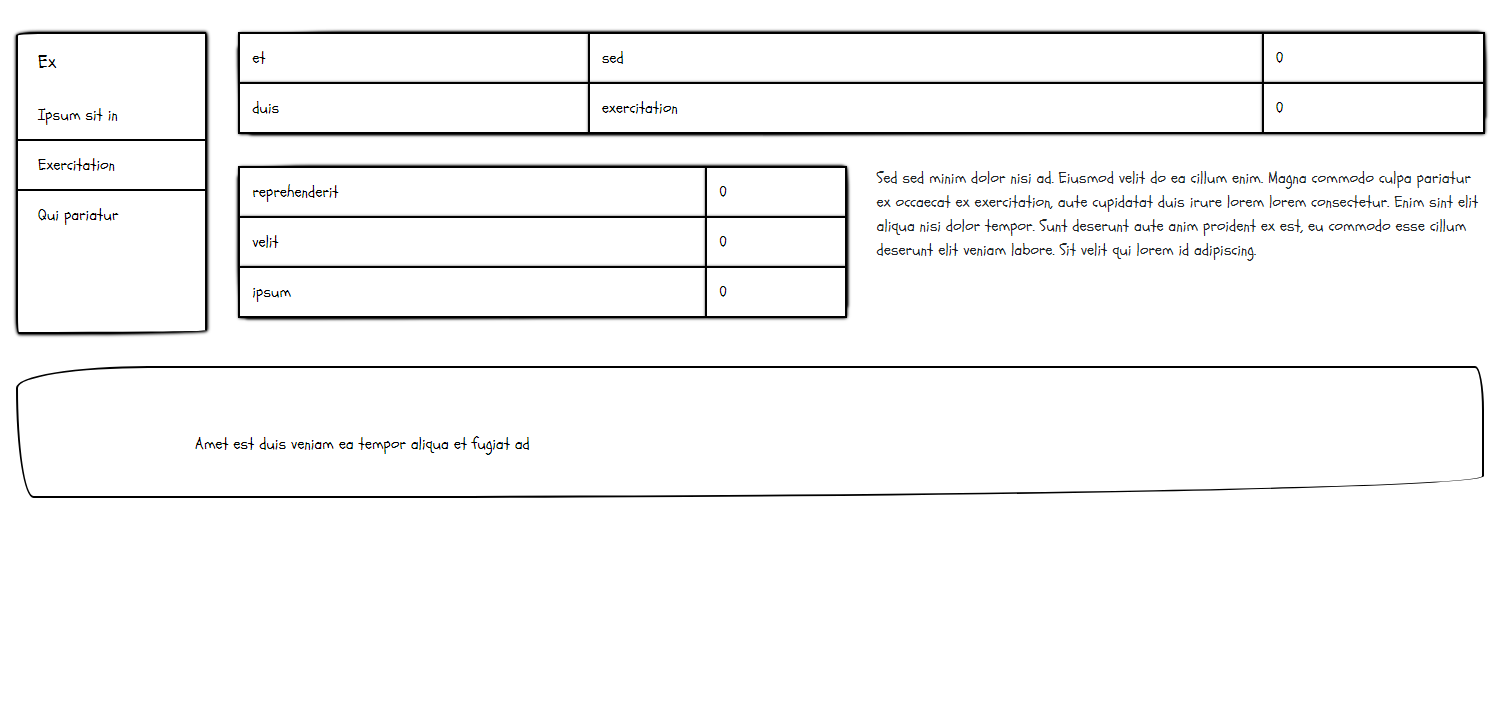 Ex
Ipsum sit in
Exercitation
Qui pariatur
et sed 0
duis exercitation 0
reprehenderit 0
velit 0
ipsum 0
Sed sed minim dolor nisi ad. Eiusmod velit do ea cillum enim. Magna commodo culpa pariatur
ex occaecat ex exercitation, aute cupidatat duis irure lorem lorem consectetur. Enim sint elit
aliqua nisi dolor tempor. Sunt deserunt aute anim proident ex est, eu commodo esse cillum
deserunt elit veniam labore. Sit velit qui lorem id adipiscing.
Amet est duis veniam ea tempor aliqua et fugiat ad